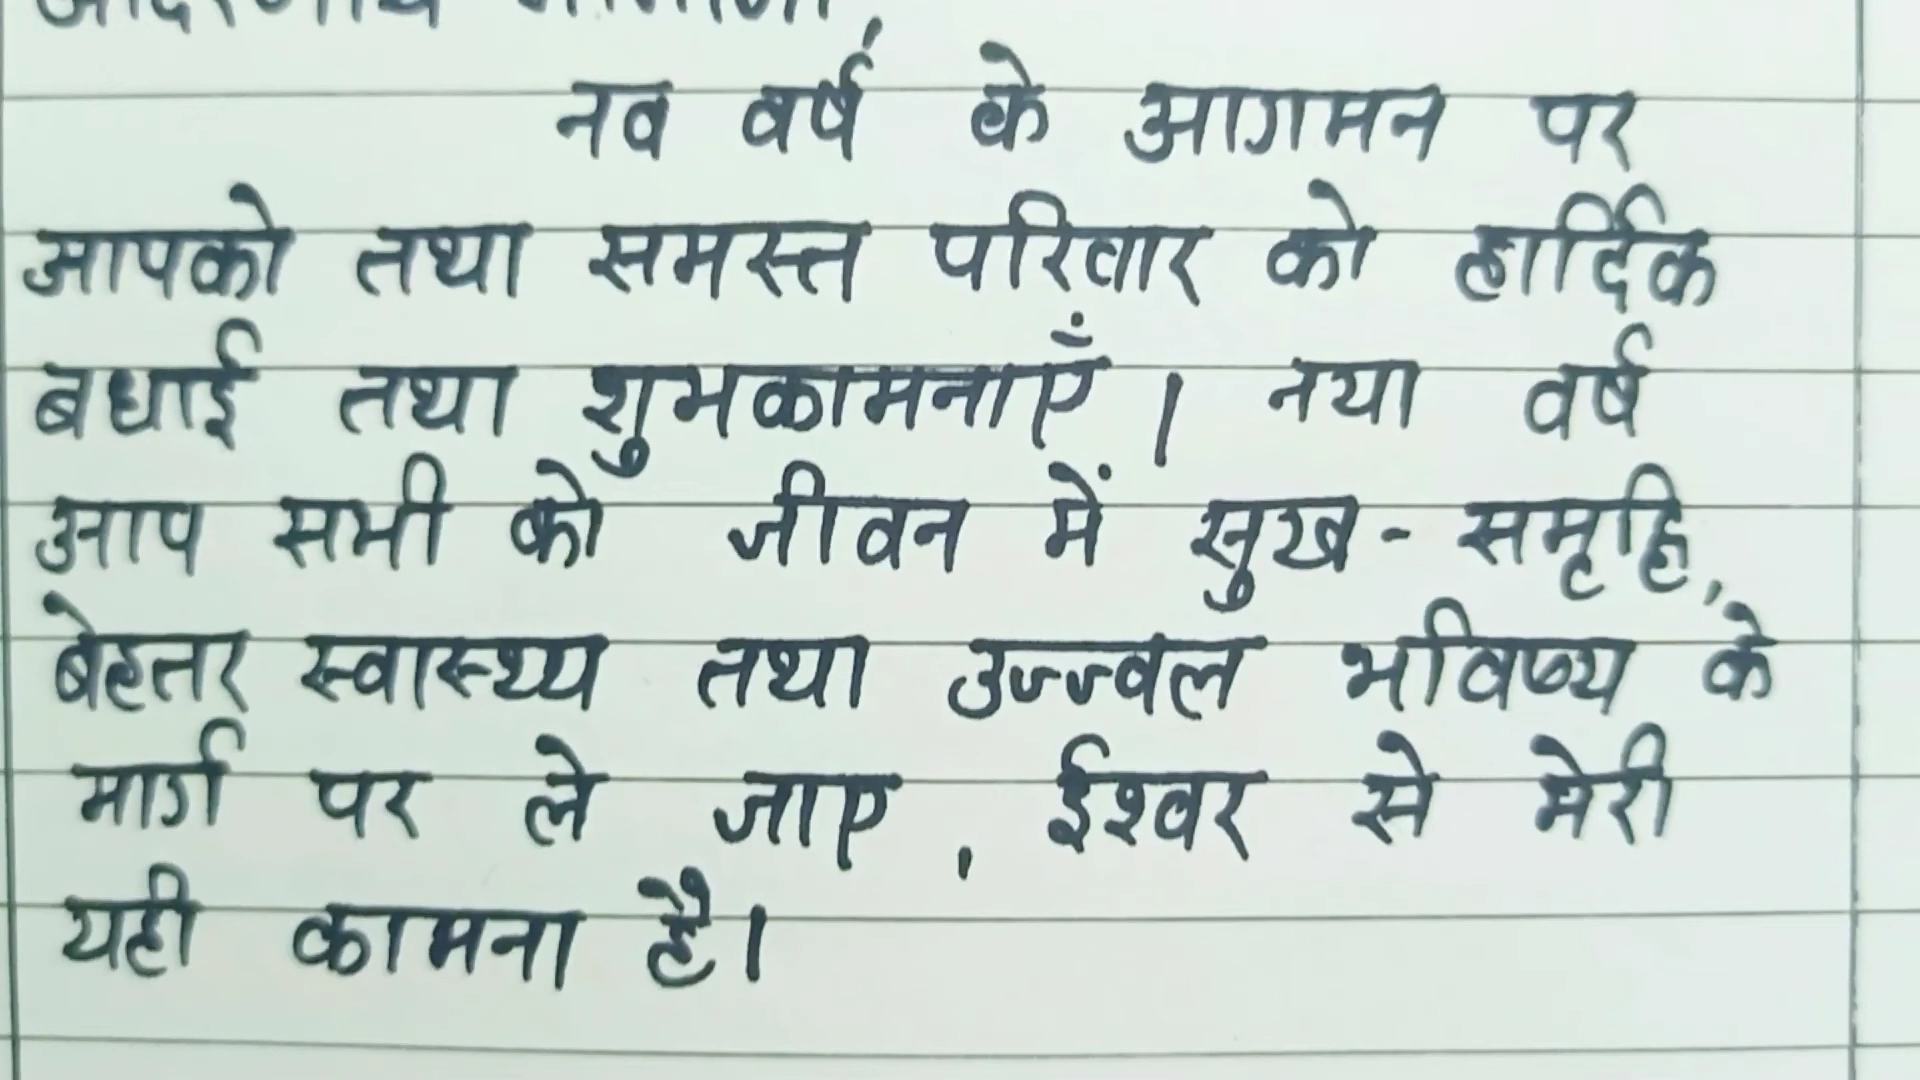 नव वर्ष के आगमन पर
आपको तथा समस्त परिवार को हार्दिक
बधाई तथा शुभकामनाएँ । नया वर्ष
आप सभी को जीवन में सुख - समृद्धि,
बेहतर स्वास्थ्य तथा उज्ज्वल भविष्य के
मार्ग पर ले जाए , ईश्वर से मेरी
यही कामना है।